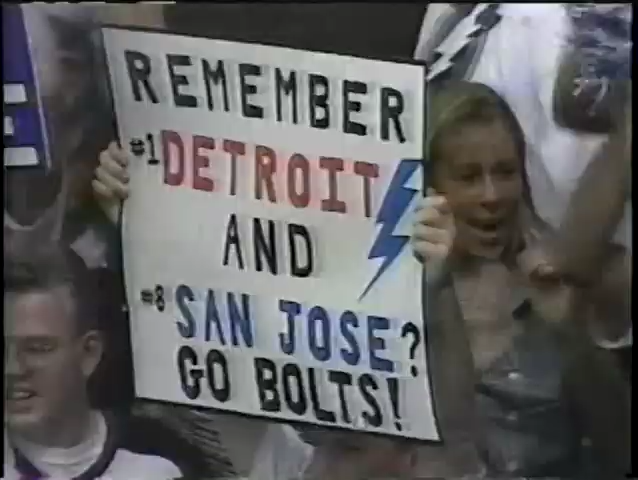 REMEMBER
#1 DETROIT
AND
#8 SAN JOSE?
GO BOLTS!